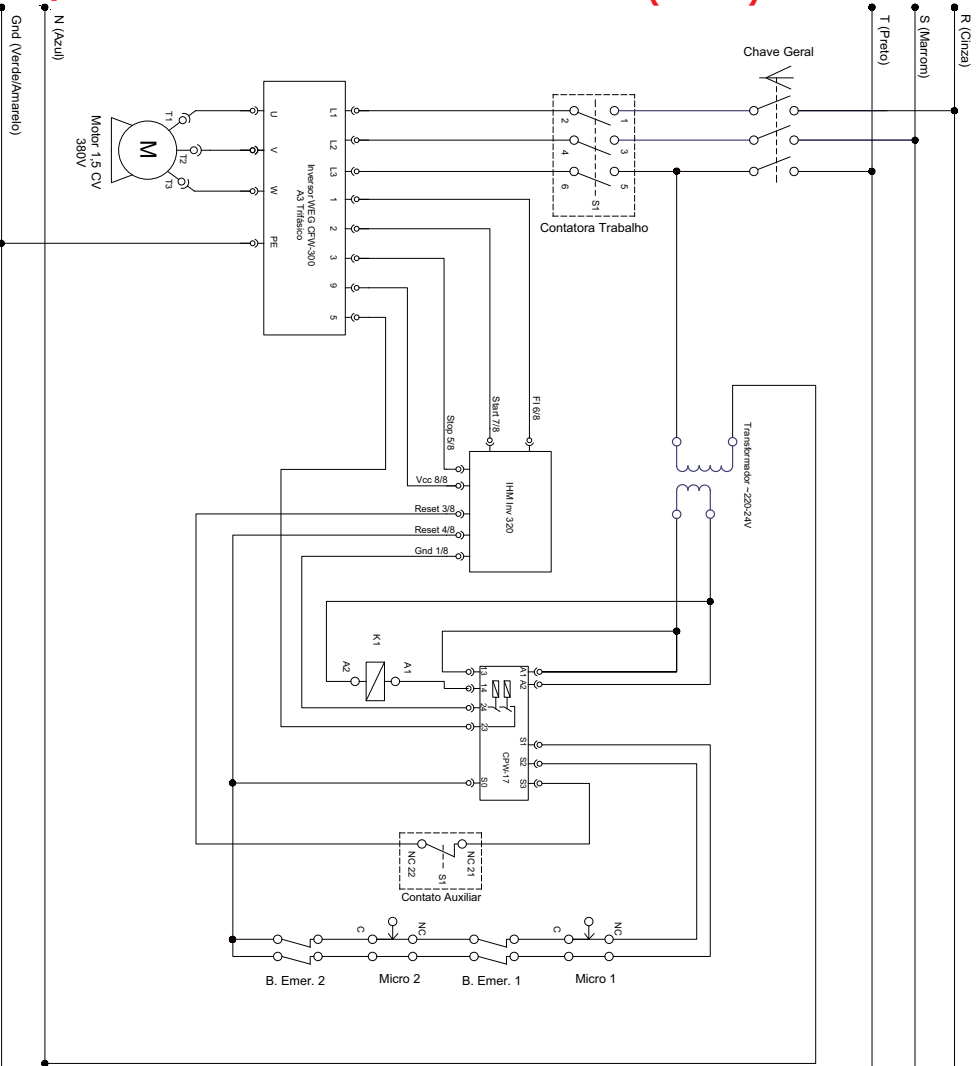 R (Cinza)
S (Marrom)
T (Preto)
N (Azul)
Gnd (Verde/Amarelo)
Chave Geral
1
2
3
4
5
6
S1
Contatora Trabalho
L1
L2
L3
1
2
3
9
5
U
V
W
PE
Inversor WEG CFW-300
A3 Trifásico
T1
T2
T3
M
Motor 1,5 CV
380V
Transformador ~220-24V
FI 6/8
Start 7/8
Stop 5/8
Vcc 8/8
Reset 3/8
Reset 4/8
Gnd 1/8
IHM Inv 320
K1
A1
A2
13
14
24
23
S0
A1
A2
S1
S2
S3
CPW-17
NC 21
NC 22
S1
Contato Auxiliar
NC
C
NC
C
B. Emer. 2
Micro 2
B. Emer. 1
Micro 1